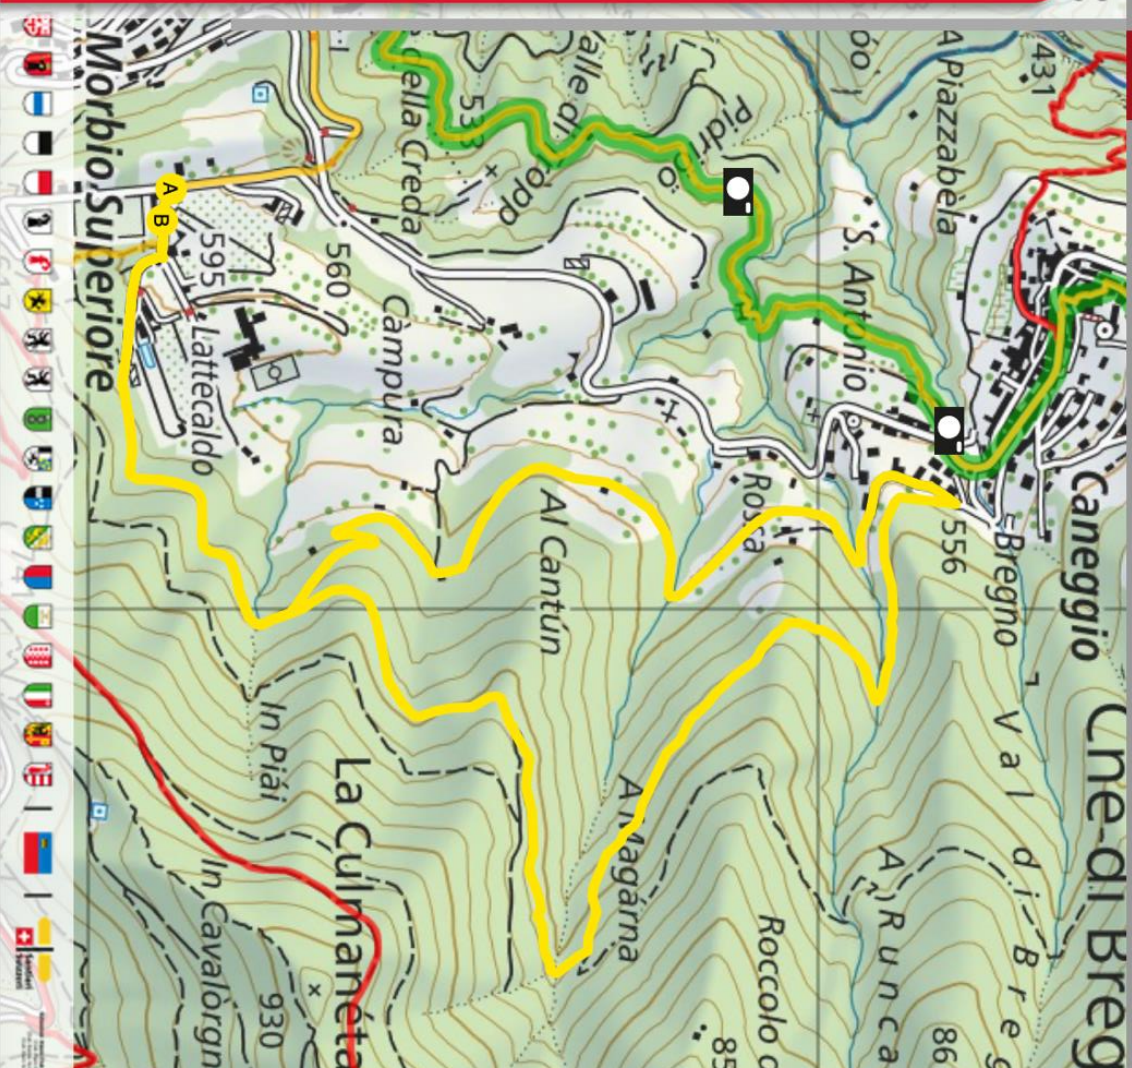 Morbio Superiore
A
B
595
560
Lattecaldo
Càmpura
della Creda
533
Valle di
Pidrö
S. Antonio
A Piazzabèla
431
Caneggio
556
Bregno
Rossa
Al Cantún
In Piái
La Culmanéta
In Cavalòrgn
930
A Magárna
Roccolo
A Runca
Val di Breg
Cne di Breg
85
86